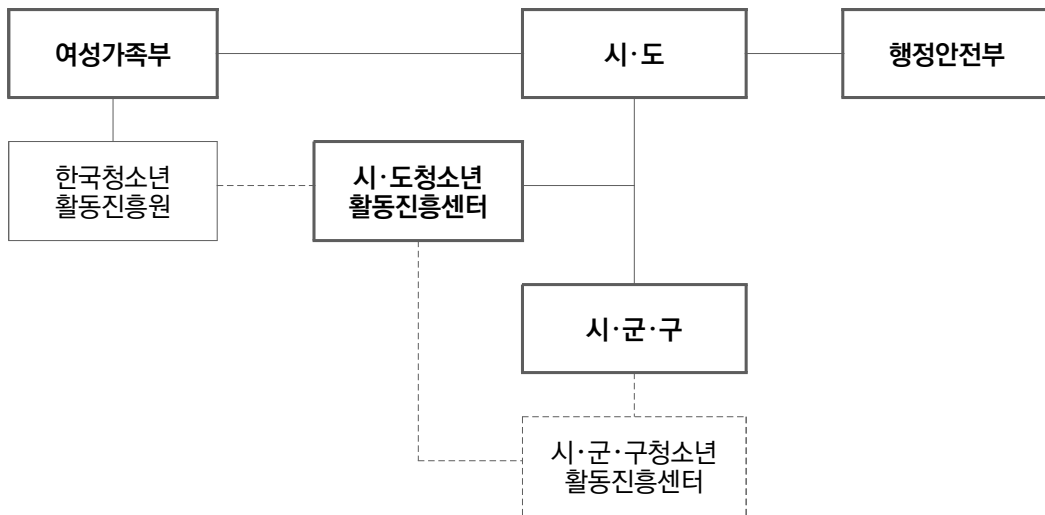 여성가족부
시·도
행정안전부
한국청소년
활동진흥원
시·도청소년
활동진흥센터
시·군·구
시·군·구청소년
활동진흥센터